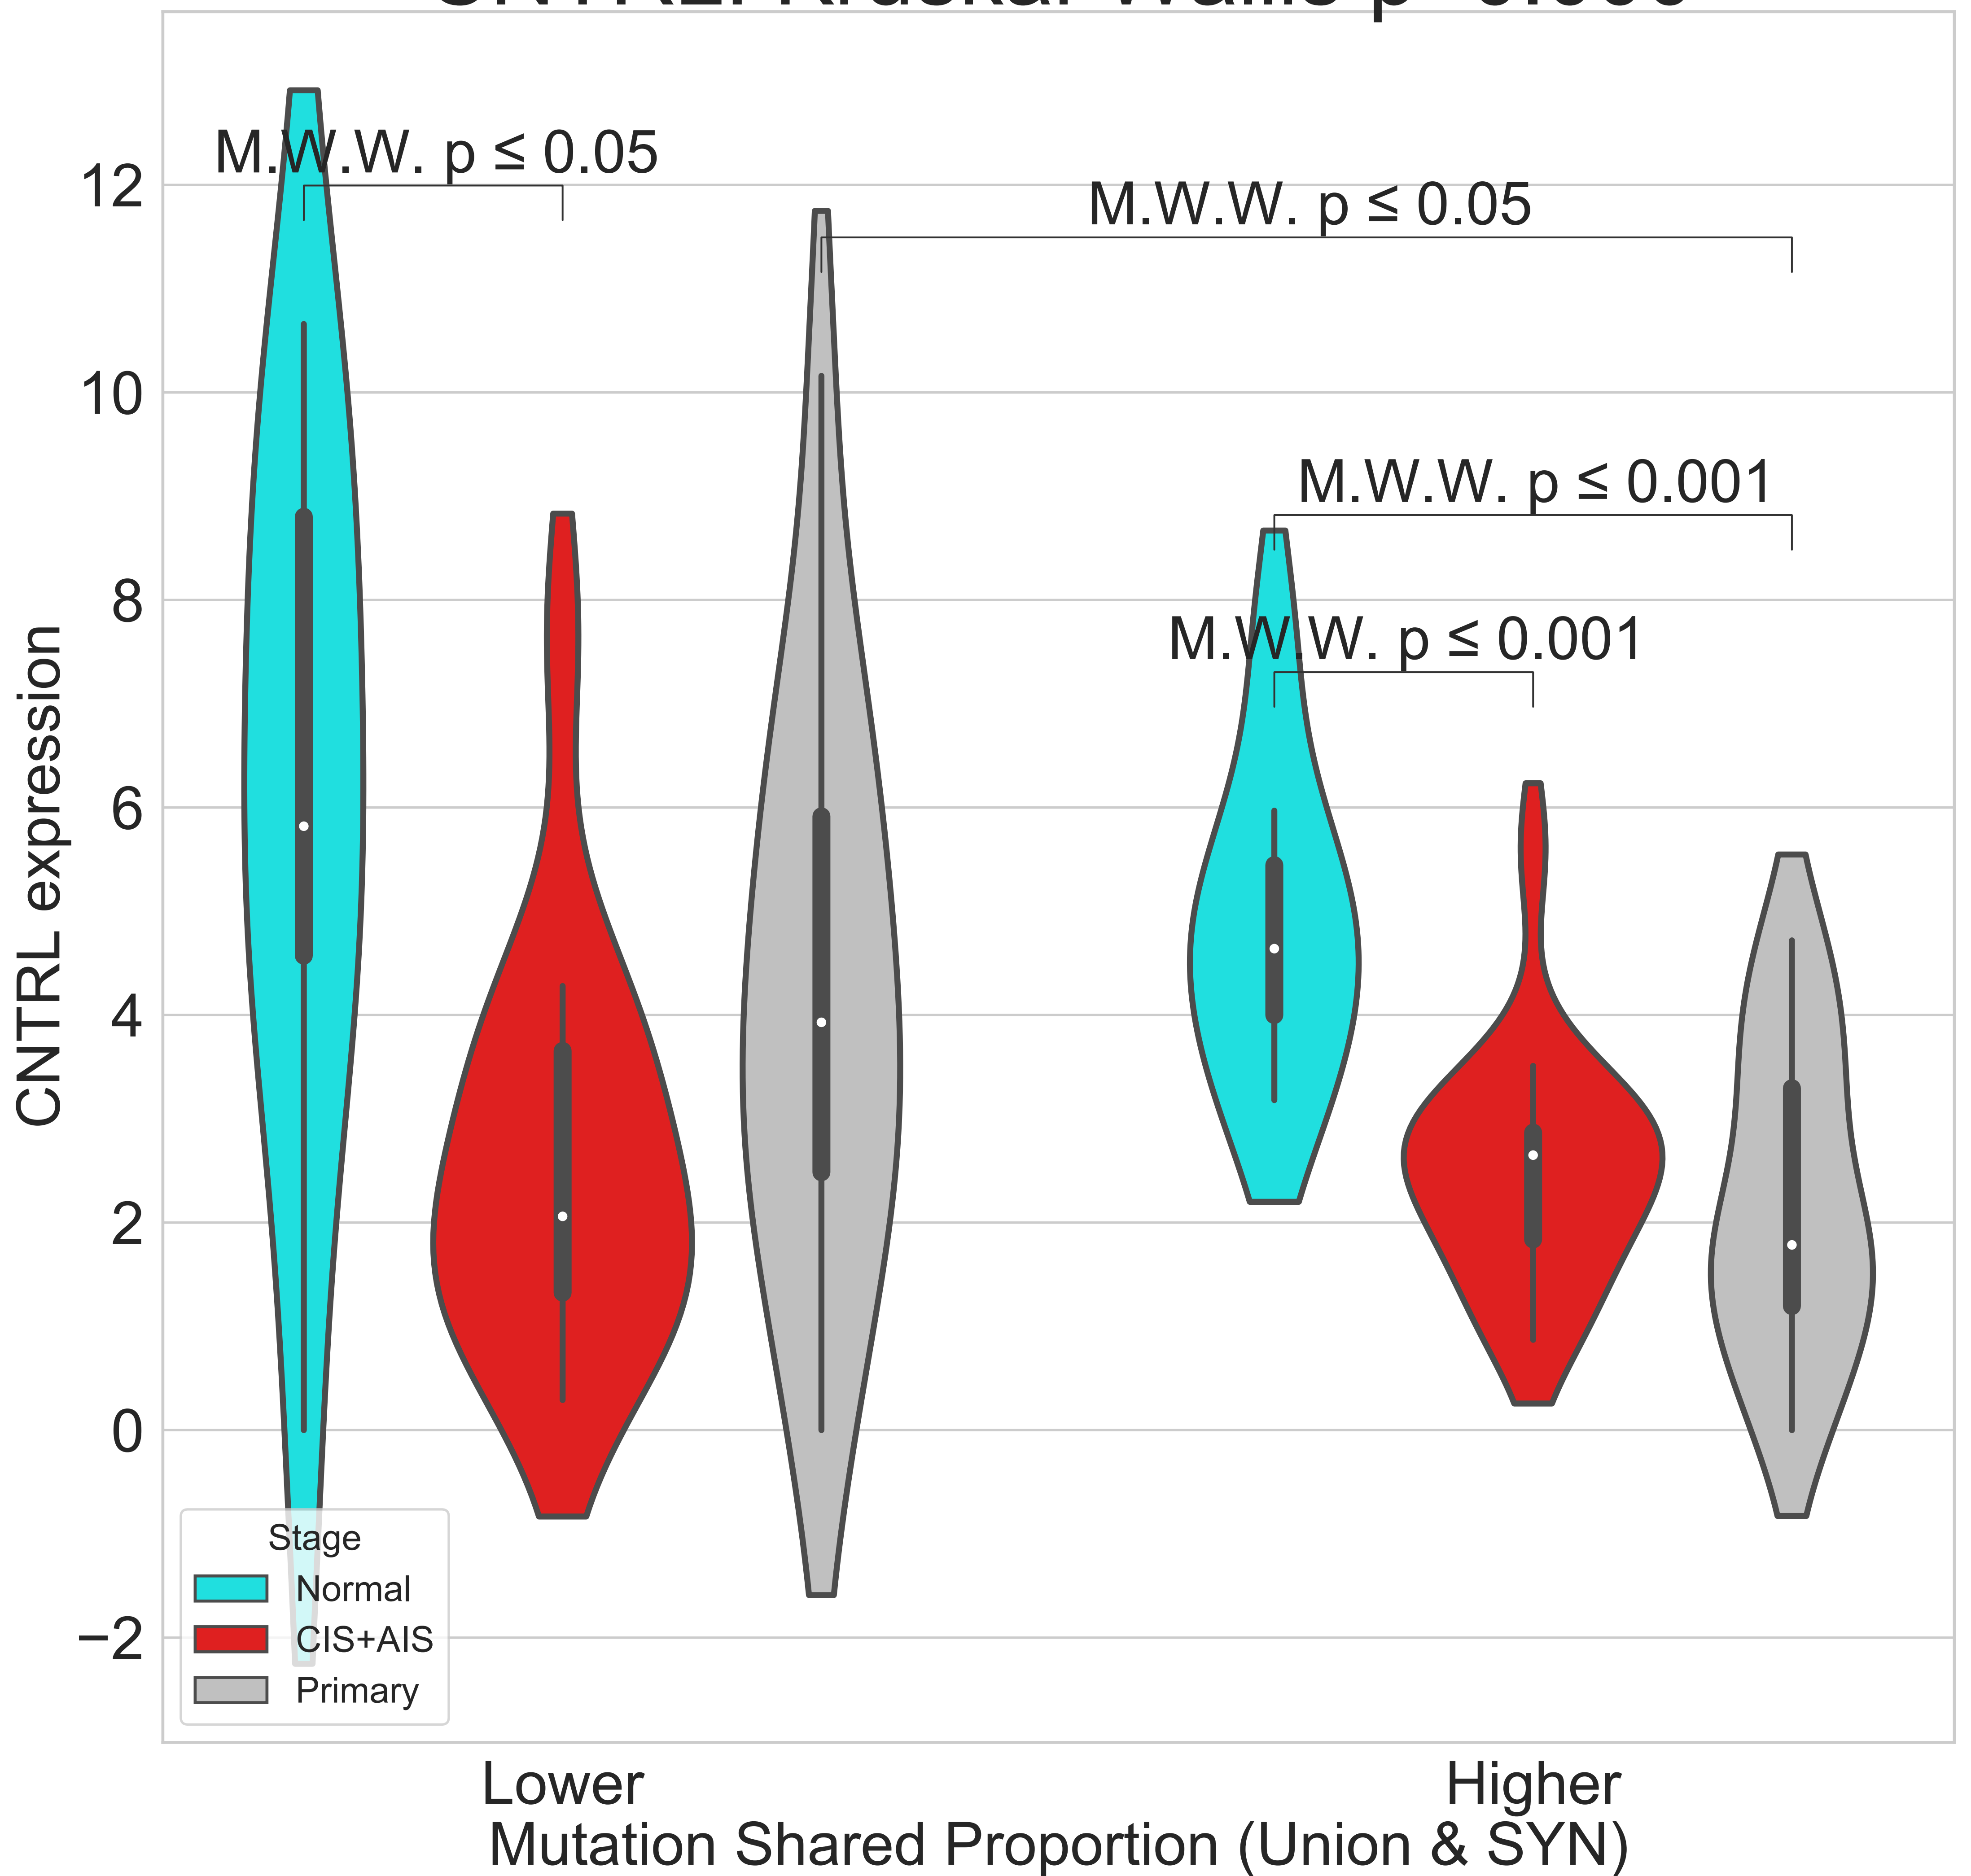 M.W.W. p ≤ 0.05
M.W.W. p ≤ 0.05
M.W.W. p ≤ 0.001
M.W.W. p ≤ 0.001
12
10
8
6
4
2
0
−2
CNTRL expression
Stage
Normal
CIS+AIS
Primary
Lower
Higher
Mutation Shared Proportion (Union & SYN)